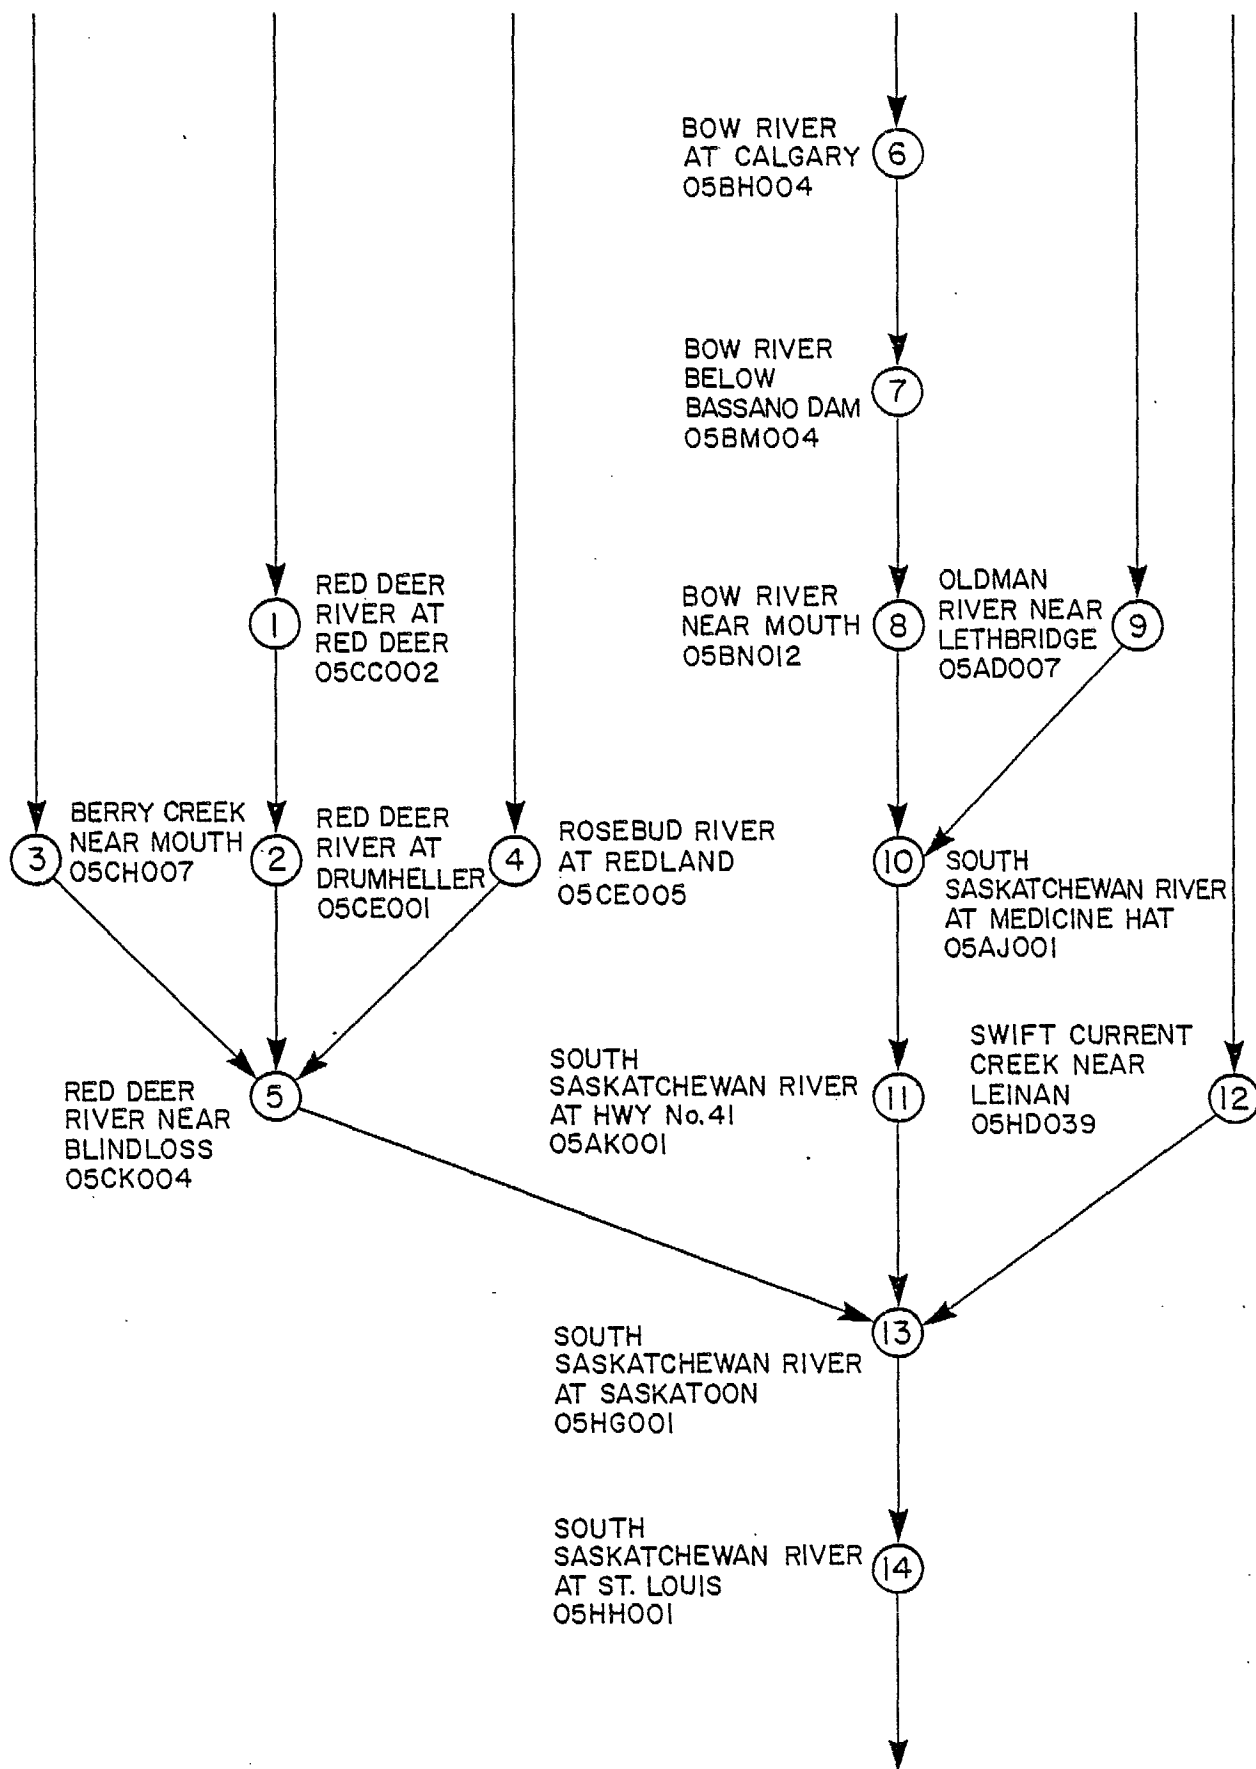 BOW RIVER
AT CALGARY
05BH004
6
BOW RIVER
BELOW
BASSANO DAM
05BM004
7
RED DEER
RIVER AT
RED DEER
05CC002
1
BOW RIVER
NEAR MOUTH
05BN012
8
OLDMAN
RIVER NEAR
LETHBRIDGE
05AD007
9
3
BERRY CREEK
NEAR MOUTH
05CH007
2
RED DEER
RIVER AT
DRUMHELLER
05CE001
4
ROSEBUD RIVER
AT REDLAND
05CE005
10
SOUTH
SASKATCHEWAN RIVER
AT MEDICINE HAT
05AJ001
RED DEER
RIVER NEAR
BLINDLOSS
05CK004
5
SOUTH
SASKATCHEWAN RIVER
AT HWY No.41
05AK001
11
SWIFT CURRENT
CREEK NEAR
LEINAN
05HD039
12
SOUTH
SASKATCHEWAN RIVER
AT SASKATOON
05HG001
13
SOUTH
SASKATCHEWAN RIVER
AT ST. LOUIS
05HH001
14